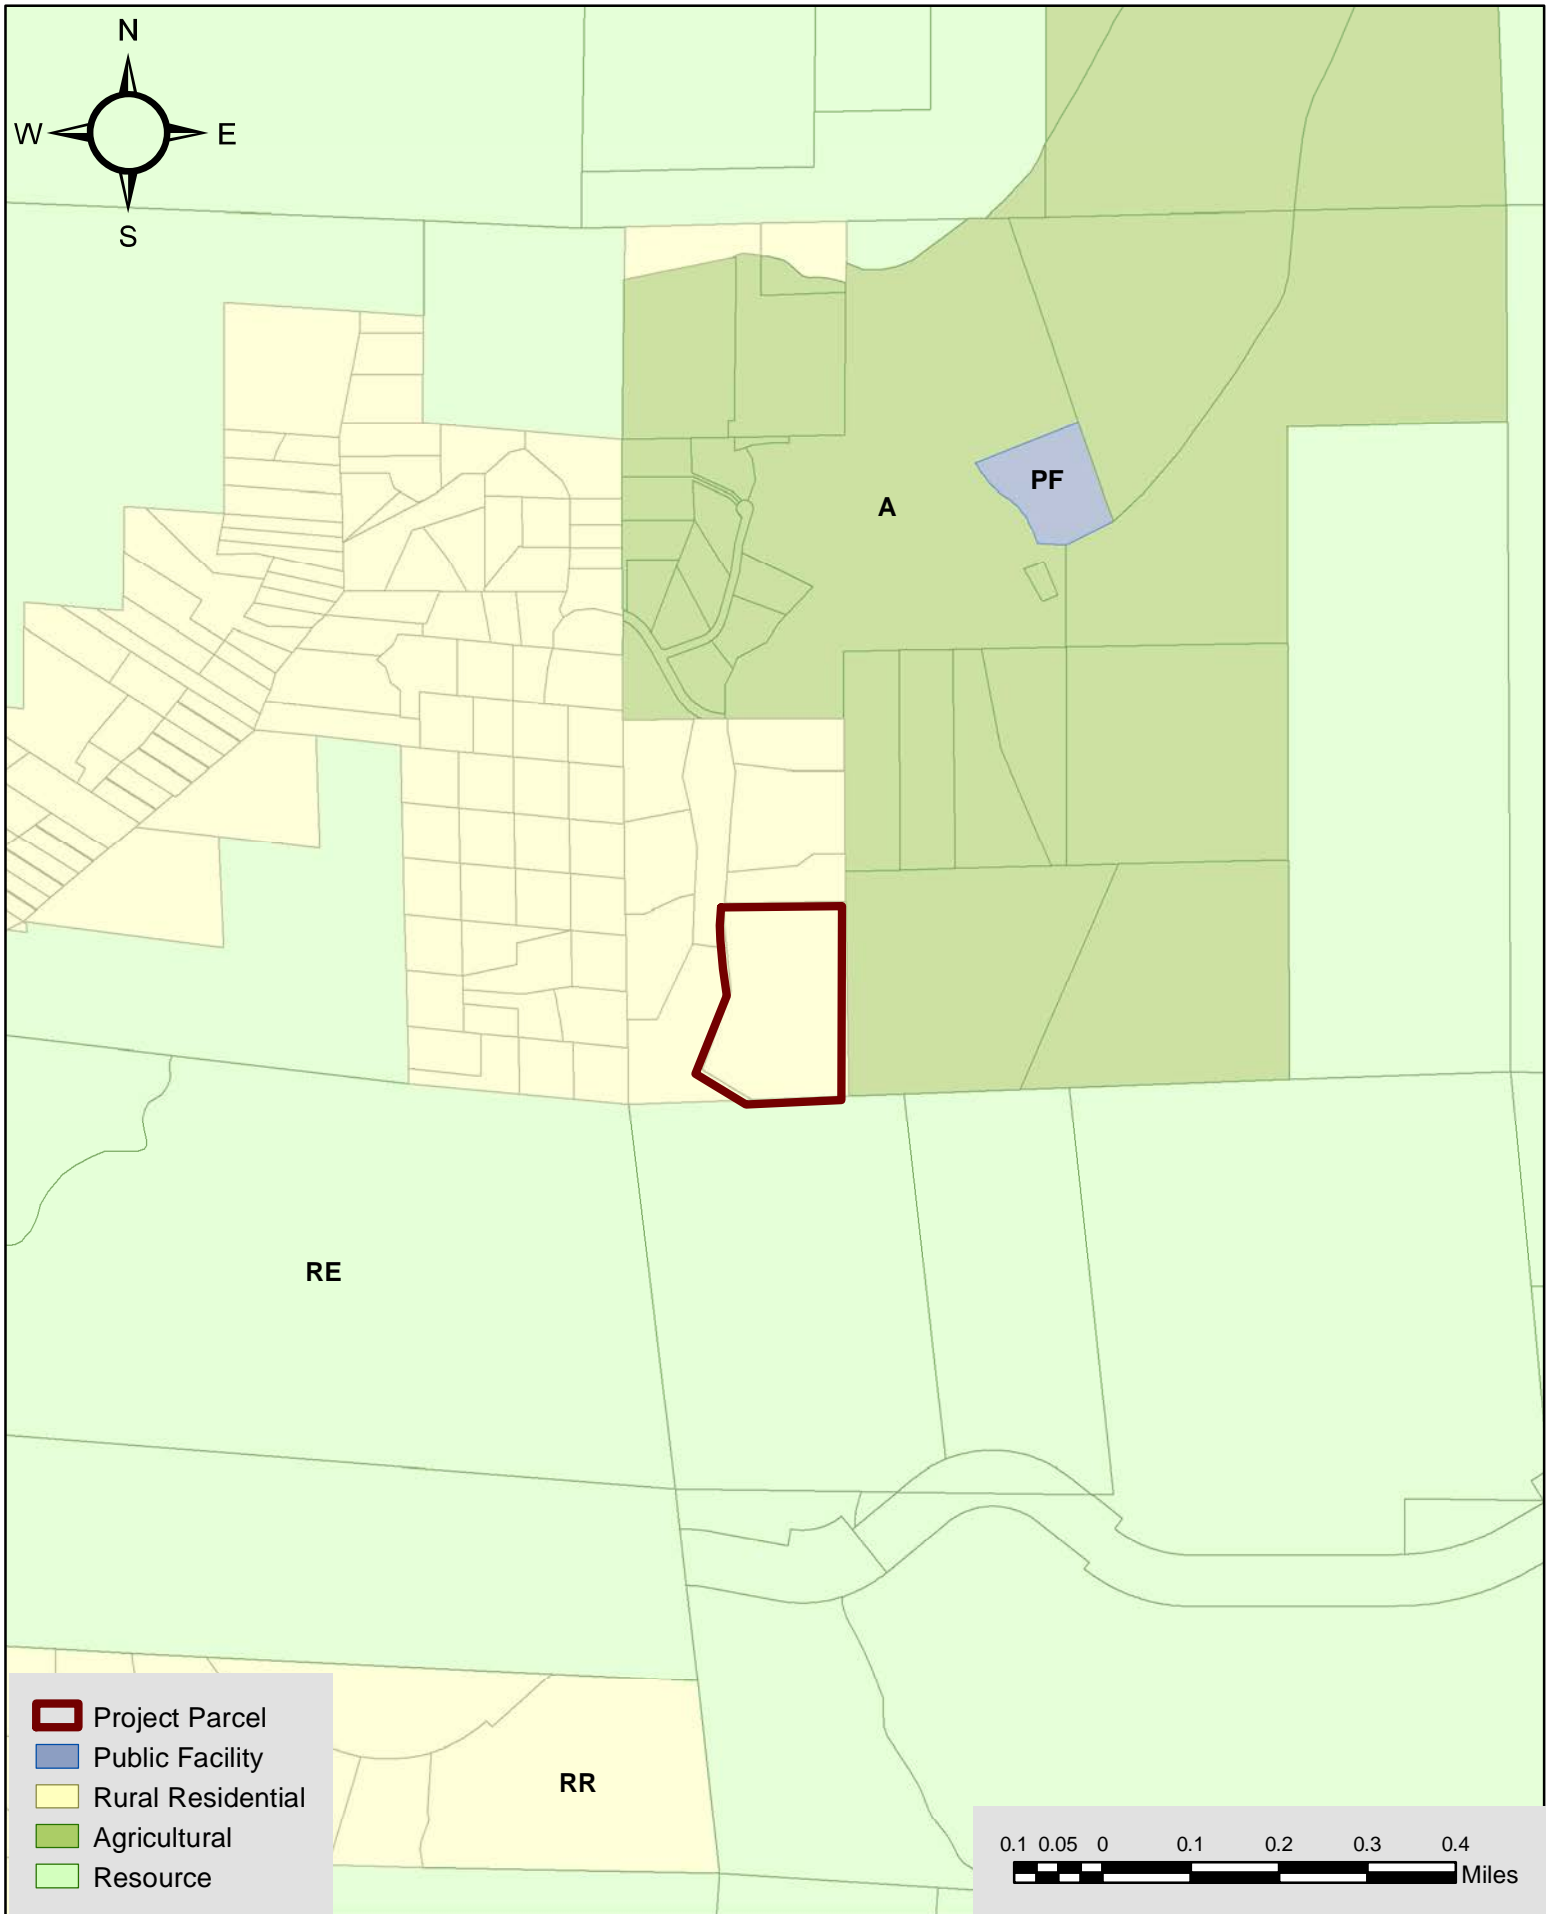 N
W E
S
PF
A
RE
RR
Project Parcel
Public Facility
Rural Residential
Agricultural
Resource
0.1 0.05 0 0.1 0.2 0.3 0.4
Miles